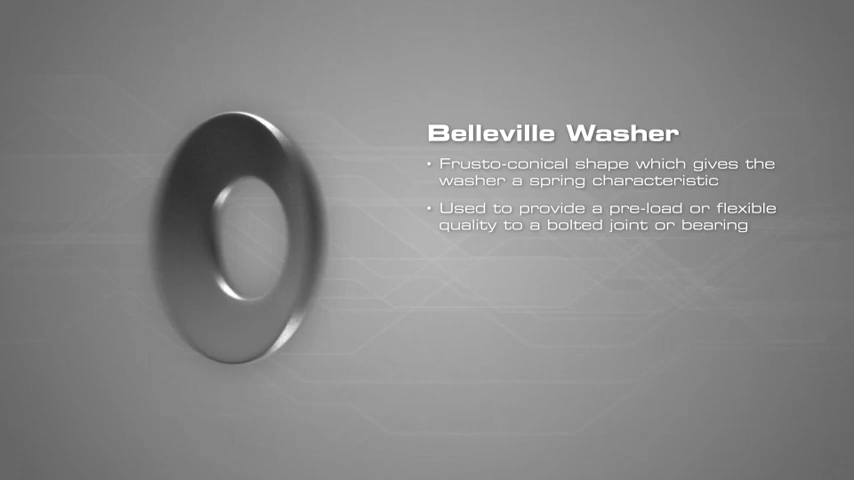 Belleville Washer
• Frusto-conical shape which gives the
washer a spring characteristic
• Used to provide a pre-load or flexible
quality to a bolted joint or bearing